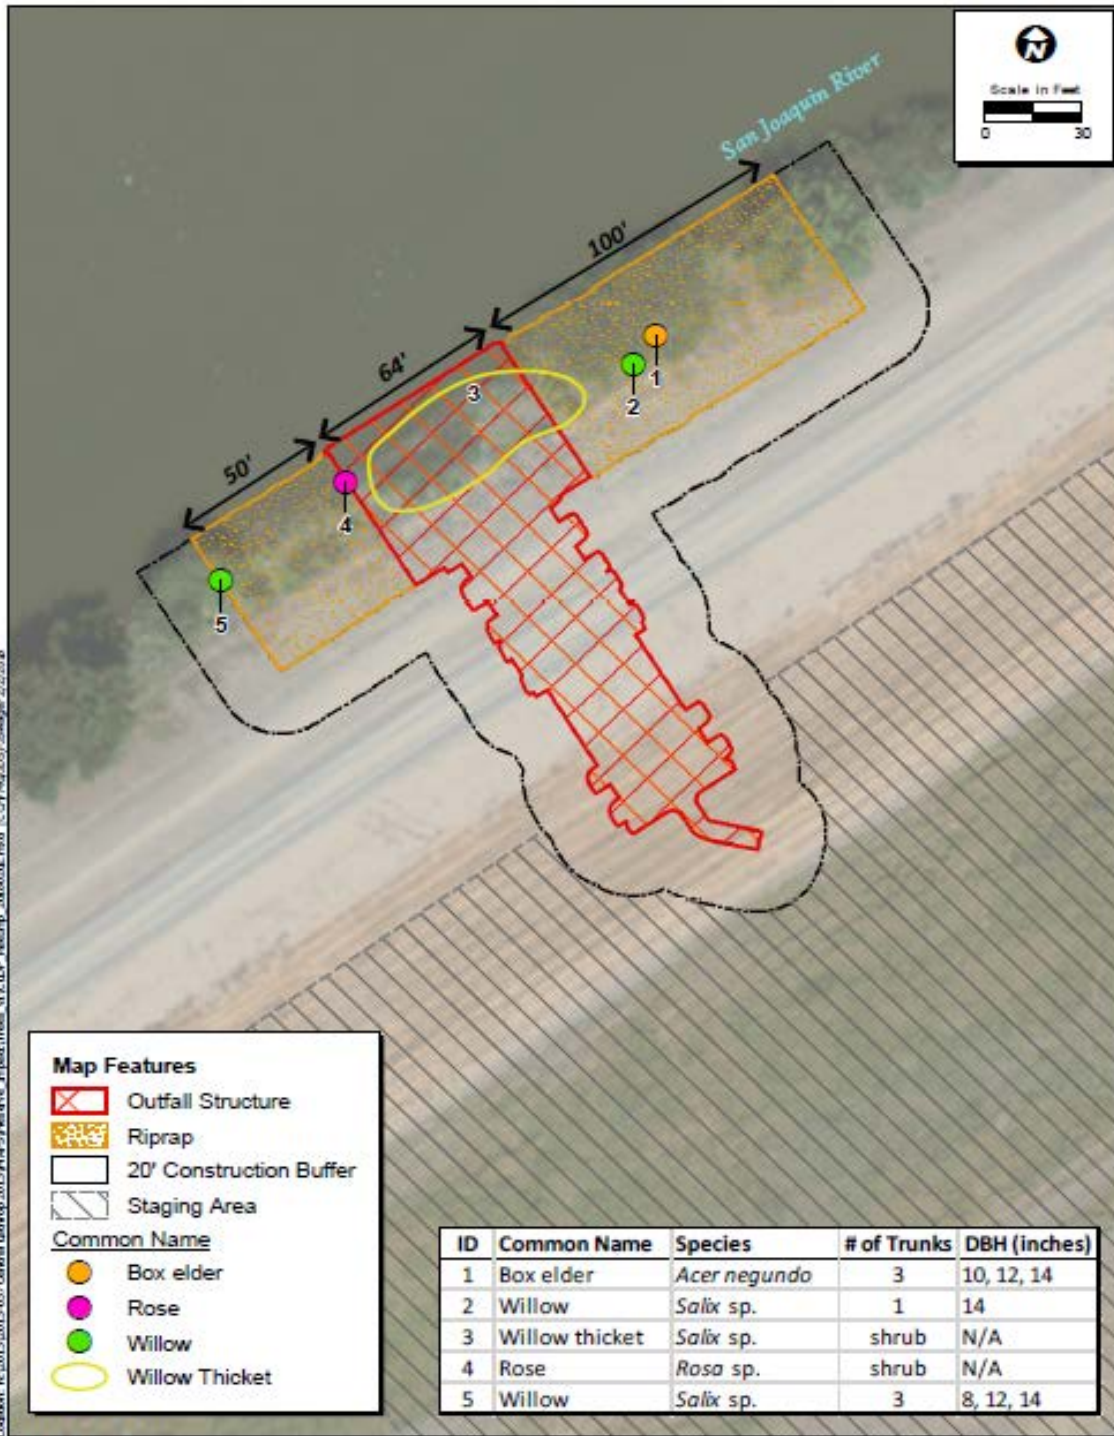 N
Scale in Feet
0 30
San Joaquin River
100'
64'
50'
1
2
3
4
5
Map Features
Outfall Structure
Riprap
20' Construction Buffer
Staging Area
Common Name
Box elder
Rose
Willow
Willow Thicket
ID Common Name Species # of Trunks DBH (inches)
1 Box elder Acer negundo 3 10, 12, 14
2 Willow Salix sp. 1 14
3 Willow thicket Salix sp. shrub N/A
4 Rose Rosa sp. shrub N/A
5 Willow Salix sp. 3 8, 12, 14